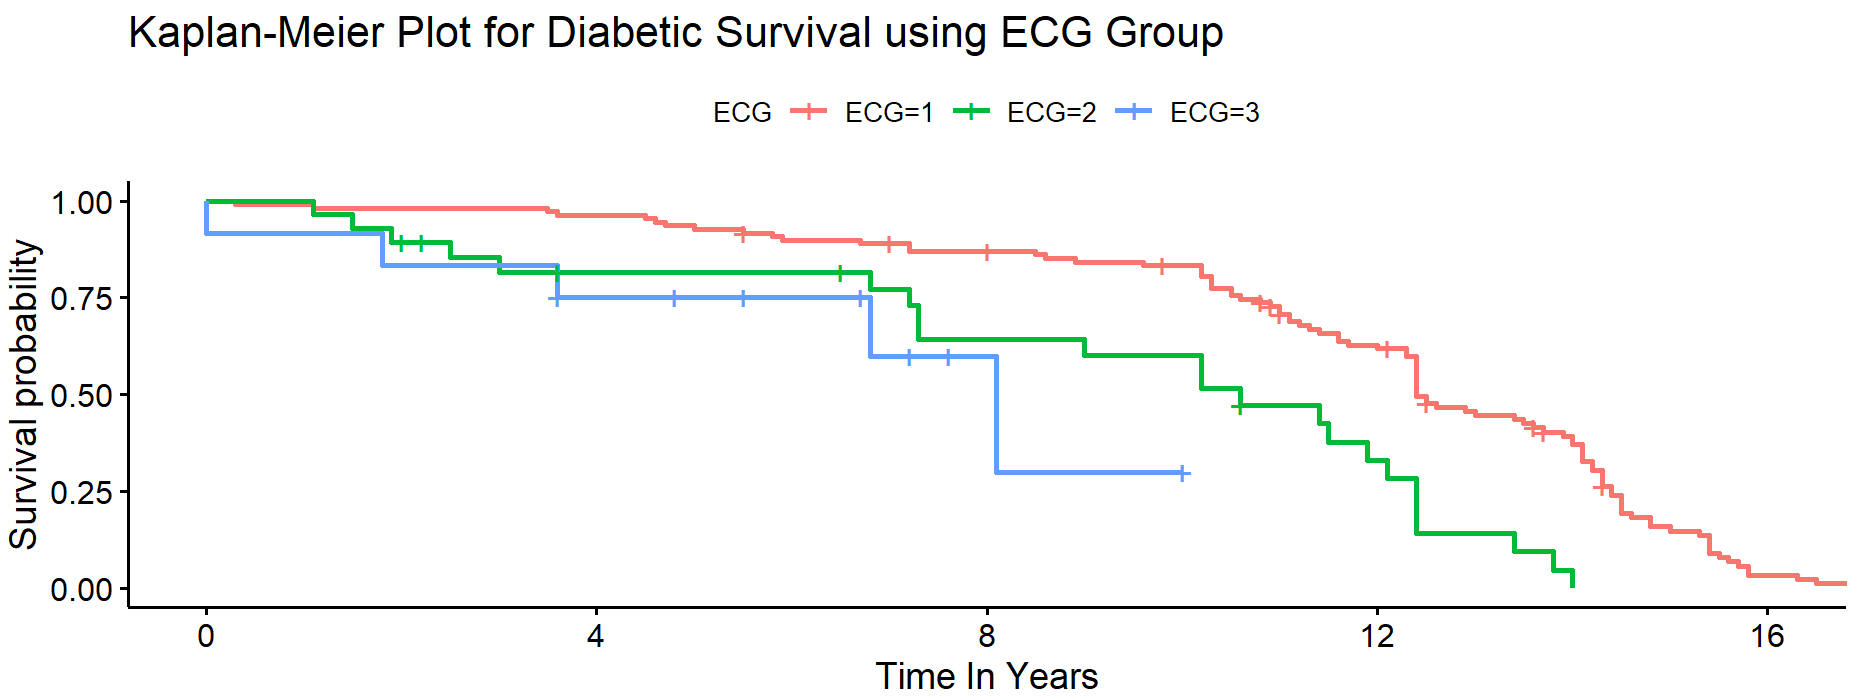 Kaplan-Meier Plot for Diabetic Survival using ECG Group
ECG ECG=1 ECG=2 ECG=3
Survival probability
1.00
0.75
0.50
0.25
0.00
0 4 8 12 16
Time In Years